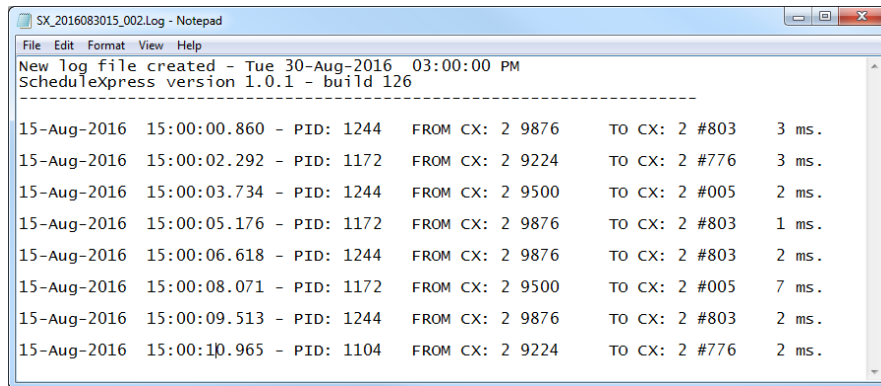 SX_2016083015_002.Log - Notepad
File Edit Format View Help
New log file created - Tue 30-Aug-2016  03:00:00 PM
ScheduleXpress version 1.0.1 - build 126
--------------------------------------------------------------------
15-Aug-2016  15:00:00.860 - PID: 1244   FROM CX: 2 9876     TO CX: 2 #803    3 ms.
15-Aug-2016  15:00:02.292 - PID: 1172   FROM CX: 2 9224     TO CX: 2 #776    3 ms.
15-Aug-2016  15:00:03.734 - PID: 1244   FROM CX: 2 9500     TO CX: 2 #005    2 ms.
15-Aug-2016  15:00:05.176 - PID: 1172   FROM CX: 2 9876     TO CX: 2 #803    1 ms.
15-Aug-2016  15:00:06.618 - PID: 1244   FROM CX: 2 9876     TO CX: 2 #803    2 ms.
15-Aug-2016  15:00:08.071 - PID: 1172   FROM CX: 2 9500     TO CX: 2 #005    7 ms.
15-Aug-2016  15:00:09.513 - PID: 1244   FROM CX: 2 9876     TO CX: 2 #803    2 ms.
15-Aug-2016  15:00:10.965 - PID: 1104   FROM CX: 2 9224     TO CX: 2 #776    2 ms.